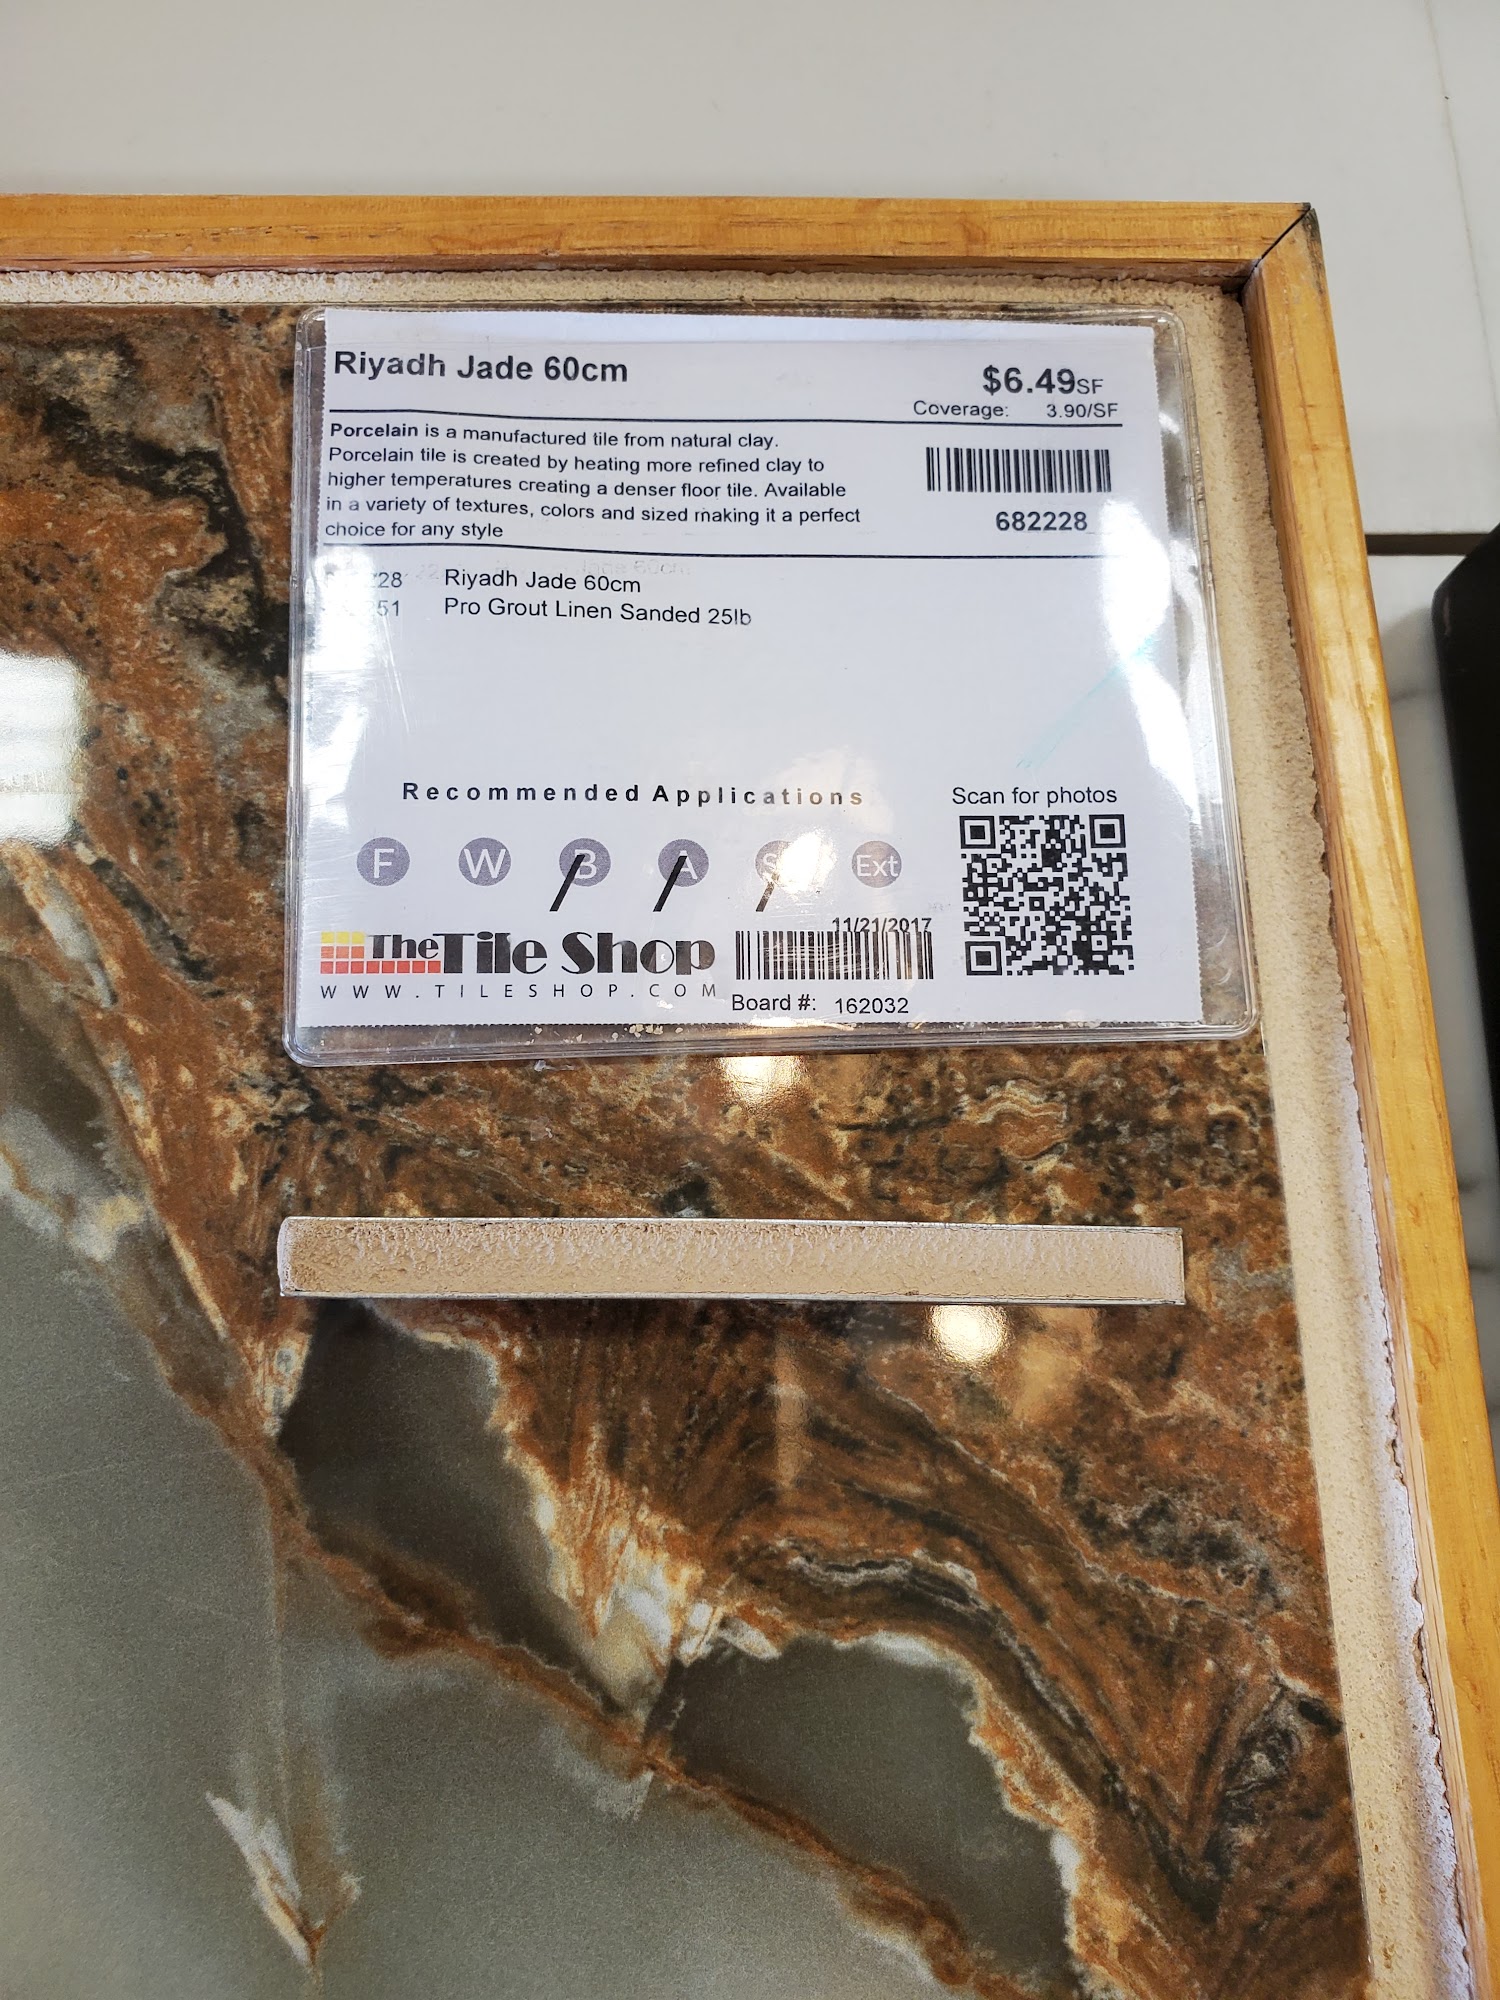 Riyadh Jade 60cm
$6.49SF
Coverage: 3.90/SF
Porcelain is a manufactured tile from natural clay.
Porcelain tile is created by heating more refined clay to
higher temperatures creating a denser floor tile. Available
in a variety of textures, colors and sized making it a perfect
choice for any style
682228
28 Riyadh Jade 60cm
51 Pro Grout Linen Sanded 25lb
Recommended Applications
F W B A S Ext
Scan for photos
11/21/2017
The Tile Shop
WWW.TILESHOP.COM
Board #: 162032